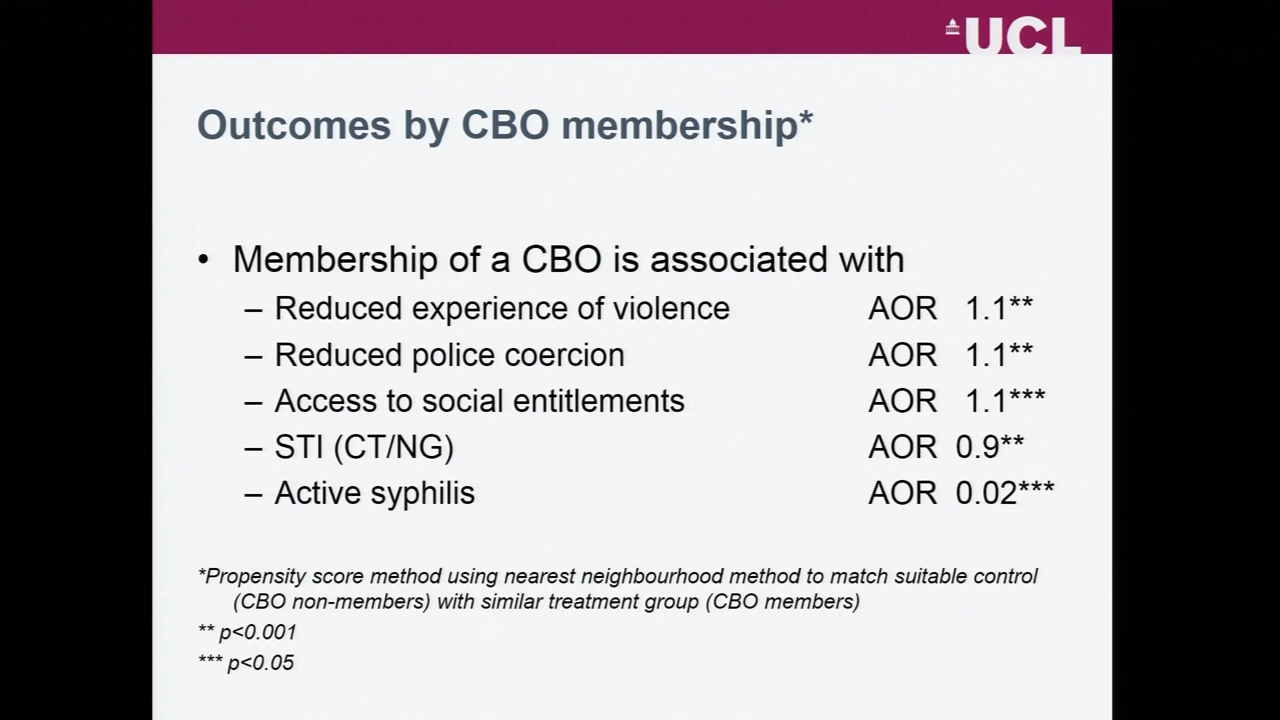 UCL
Outcomes by CBO membership*
• Membership of a CBO is associated with
– Reduced experience of violence AOR 1.1**
– Reduced police coercion AOR 1.1**
– Access to social entitlements AOR 1.1***
– STI (CT/NG) AOR 0.9**
– Active syphilis AOR 0.02***
*Propensity score method using nearest neighbourhood method to match suitable control
(CBO non-members) with similar treatment group (CBO members)
** p<0.001
*** p<0.05